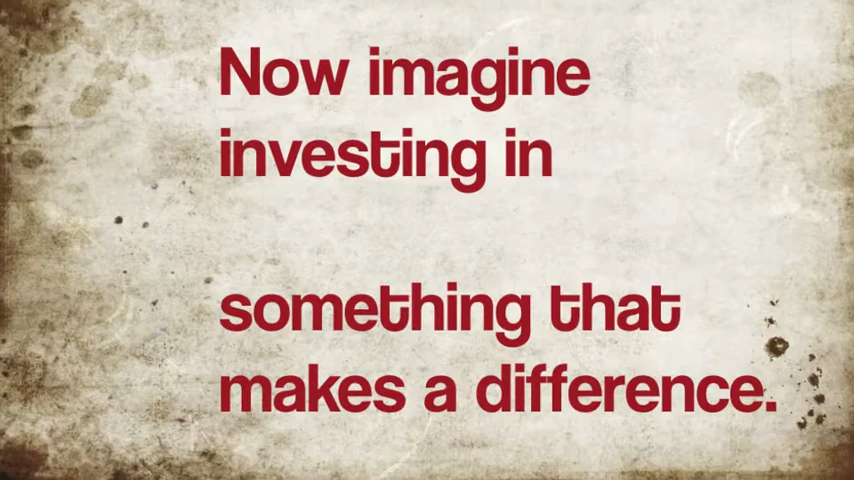 Now imagine
investing in
something that
makes a difference.